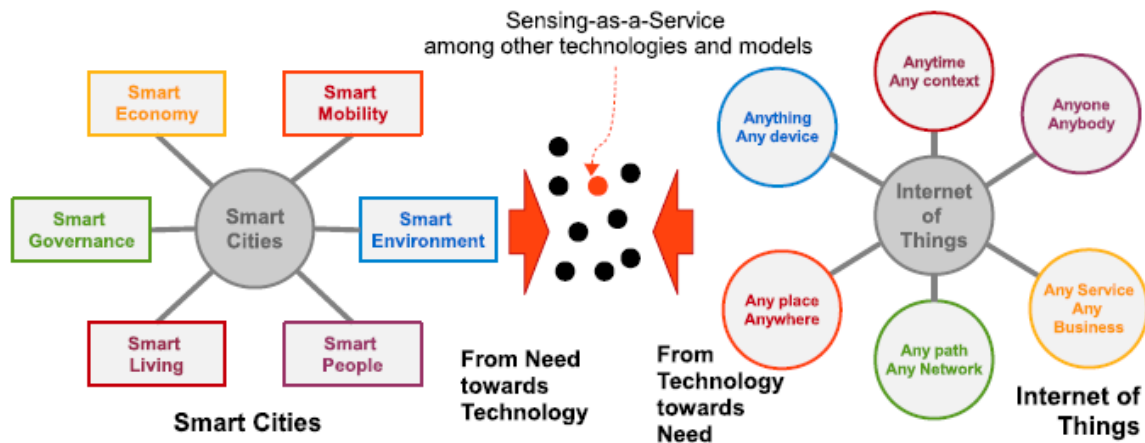 Sensing-as-a-Service
among other technologies and models
Smart
Economy
Smart
Mobility
Smart
Governance
Smart
Cities
Smart
Environment
Smart
Living
Smart
People
Smart Cities
From Need
towards
Technology
From
Technology
towards
Need
Anytime
Any context
Anything
Any device
Anyone
Anybody
Internet
of
Things
Any place
Anywhere
Any Service
Any
Business
Any path
Any Network
Internet of
Things